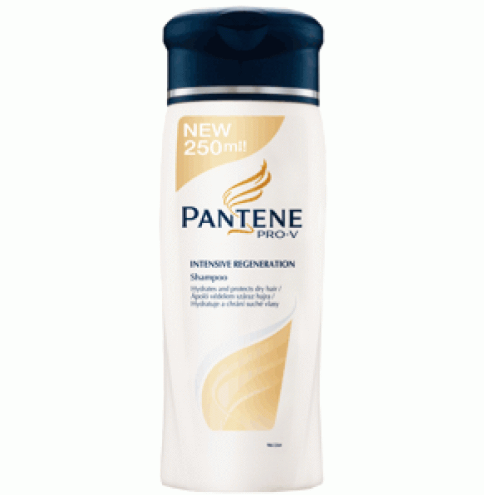 NEW
250ml!
PANTENE
PRO-V
INTENSIVE REGENERATION
Shampoo
Hydrates and protects dry hair /
Ápoló védelem száraz hajra /
Hydratuje a chrání suché vlasy